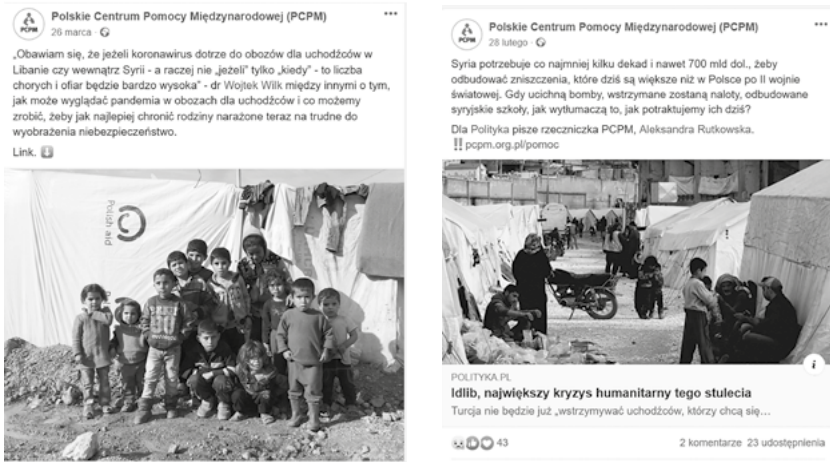 Polskie Centrum Pomocy Międzynarodowej (PCPM)
26 marca
„Obawiam się, że jeżeli koronawirus dotrze do obozów dla uchodźców w
Libanie czy wewnątrz Syrii - a raczej nie „jeżeli” tylko „kiedy” - to liczba
chorych i ofiar będzie bardzo wysoka” - dr Wojtek Wilk między innymi o tym,
jak może wyglądać pandemia w obozach dla uchodźców i co możemy
zrobić, żeby jak najlepiej chronić rodziny narażone teraz na trudne do
wyobrażenia niebezpieczeństwo.
Link.
Polish aid
Polskie Centrum Pomocy Międzynarodowej (PCPM)
28 lutego
Syria potrzebuje co najmniej kilku dekad i nawet 700 mld dol., żeby
odbudować zniszczenia, które dziś są większe niż w Polsce po II wojnie
światowej. Gdy ucichną bomby, wstrzymane zostaną naloty, odbudowane
syryjskie szkoły, jak wytłumaczą to, jak potraktujemy ich dziś?
Dla Polityka pisze rzeczniczka PCPM, Aleksandra Rutkowska.
‼ pcpm.org.pl/pomoc
POLITYKA.PL
Idlib, największy kryzys humanitarny tego stulecia
Turcja nie będzie już „wstrzymywać uchodźców, którzy chcą się...
43
2 komentarze 23 udostępnienia